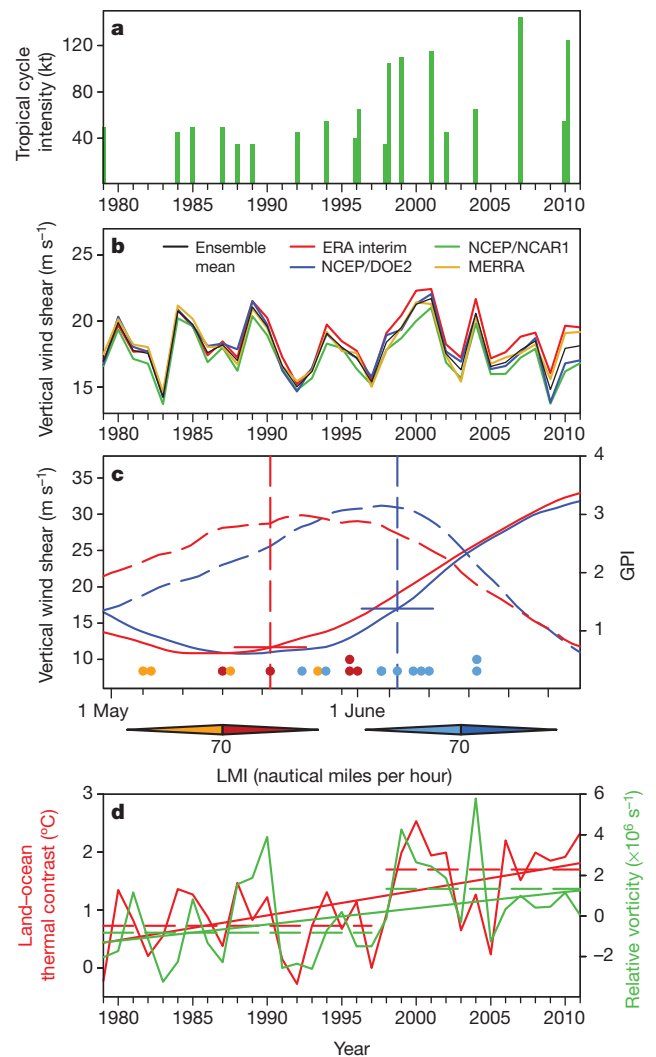 a
Tropical cycle
intensity (kt)
120
80
40
1980 1985 1990 1995 2000 2005 2010
b
Vertical wind shear (m s⁻¹)
25
20
15
Ensemble
mean
ERA interim
NCEP/DOE2
NCEP/NCAR1
MERRA
1980 1985 1990 1995 2000 2005 2010
c
Vertical wind shear (m s⁻¹)
35
30
25
20
15
10
4
3
2
1
GPI
1 May 1 June
70 70
LMI (nautical miles per hour)
d
Land–ocean
thermal contrast (ºC)
3
2
1
0
6
4
2
0
−2
Relative vorticity (×10⁶ s⁻¹)
1980 1985 1990 1995 2000 2005 2010
Year